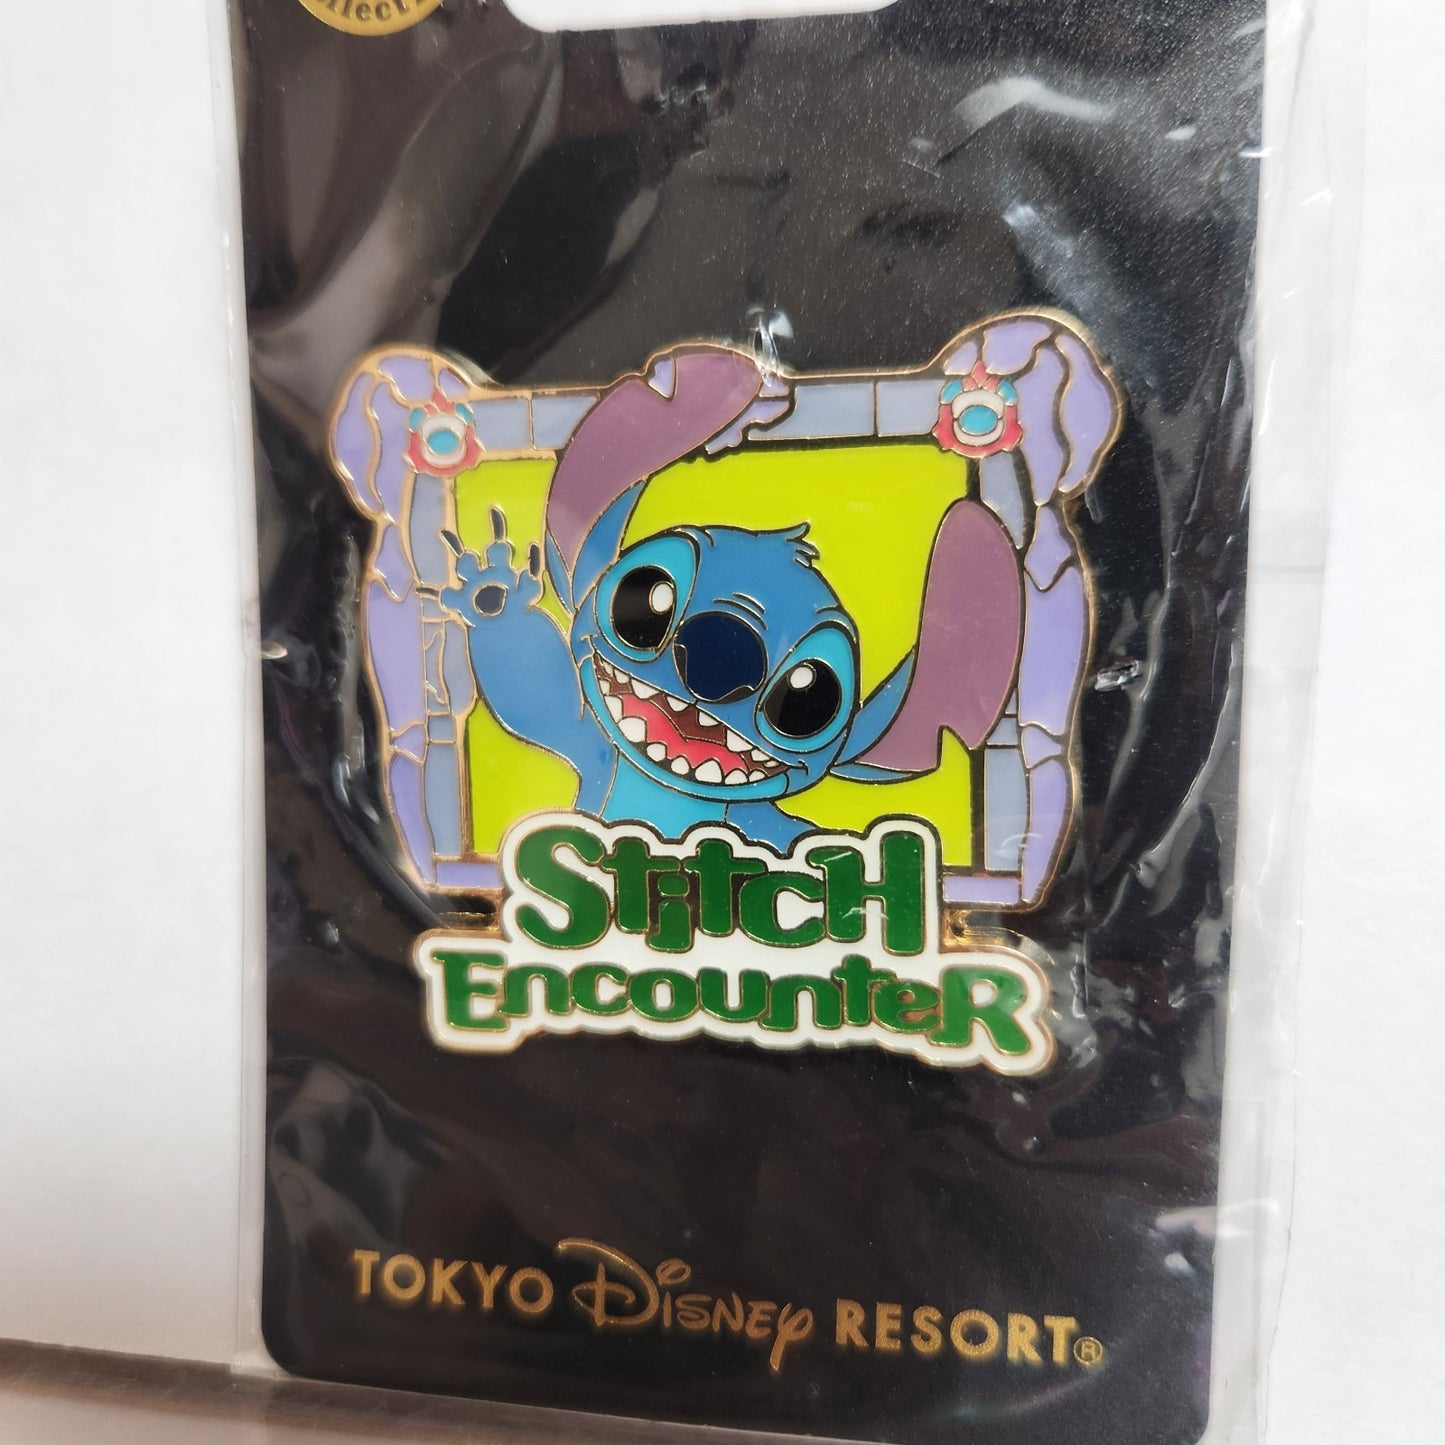 Stitch
Encounter
TOKYO Disney RESORT®